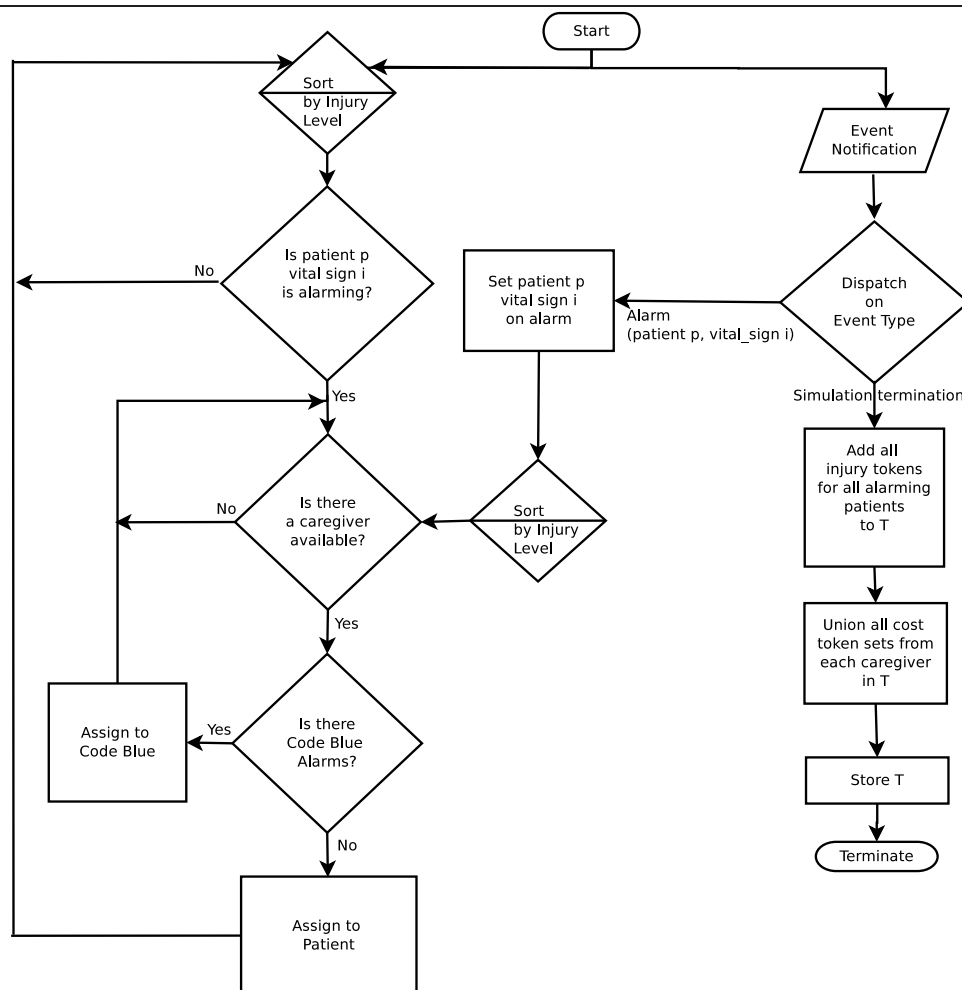 Start
Sort
by Injury
Level
Event
Notification
Is patient p
vital sign i
is alarming?
No
Yes
Set patient p
vital sign i
on alarm
Alarm
(patient p, vital_sign i)
Dispatch
on
Event Type
Simulation termination
Add all
injury tokens
for all alarming
patients
to T
Is there
a caregiver
available?
No
Yes
Sort
by Injury
Level
Union all cost
token sets from
each caregiver
in T
Is there
Code Blue
Alarms?
Yes
No
Assign to
Code Blue
Store T
Terminate
Assign to
Patient